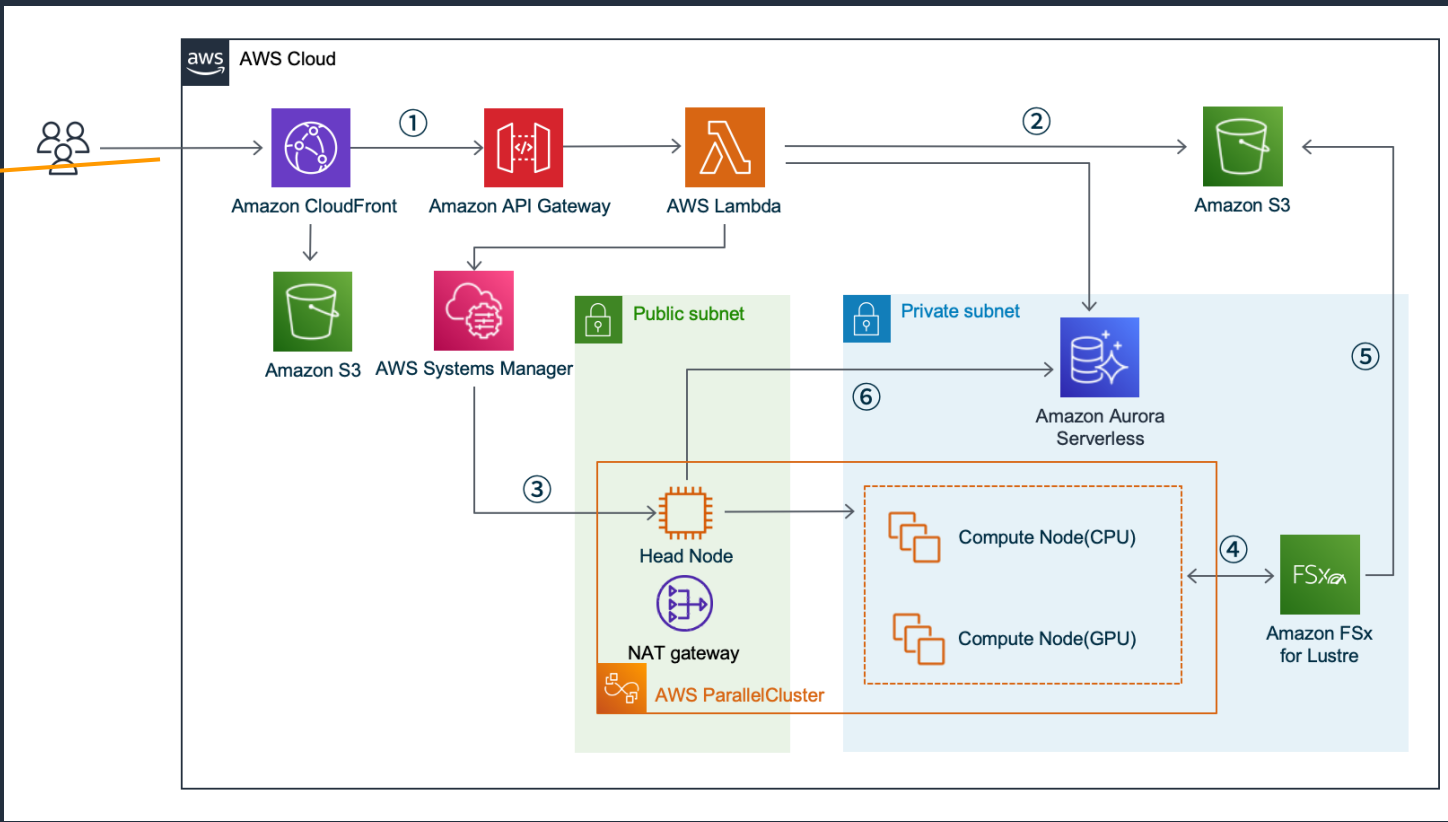 aws
AWS Cloud
①
②
Amazon CloudFront
Amazon API Gateway
</>
AWS Lambda
Amazon S3
Public subnet
Private subnet
Amazon S3
AWS Systems Manager
⑤
⑥
Amazon Aurora
Serverless
③
Head Node
Compute Node(CPU)
④
FSx
Amazon FSx
for Lustre
Compute Node(GPU)
NAT gateway
AWS ParallelCluster